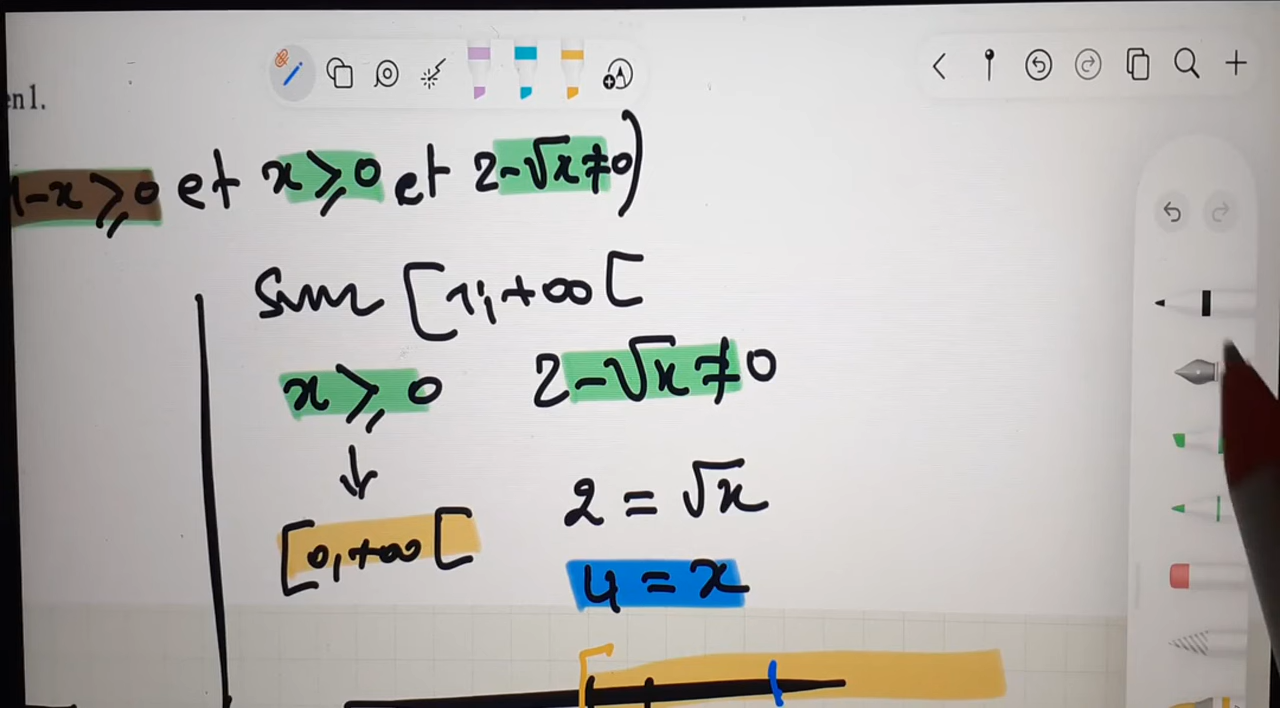 en1.
1-x⩾0 et x⩾0 et 2-√x≠0)
Sur [1;+∞[
x⩾0 2-√x≠0
↓
2=√x
[0,+∞[
4=x